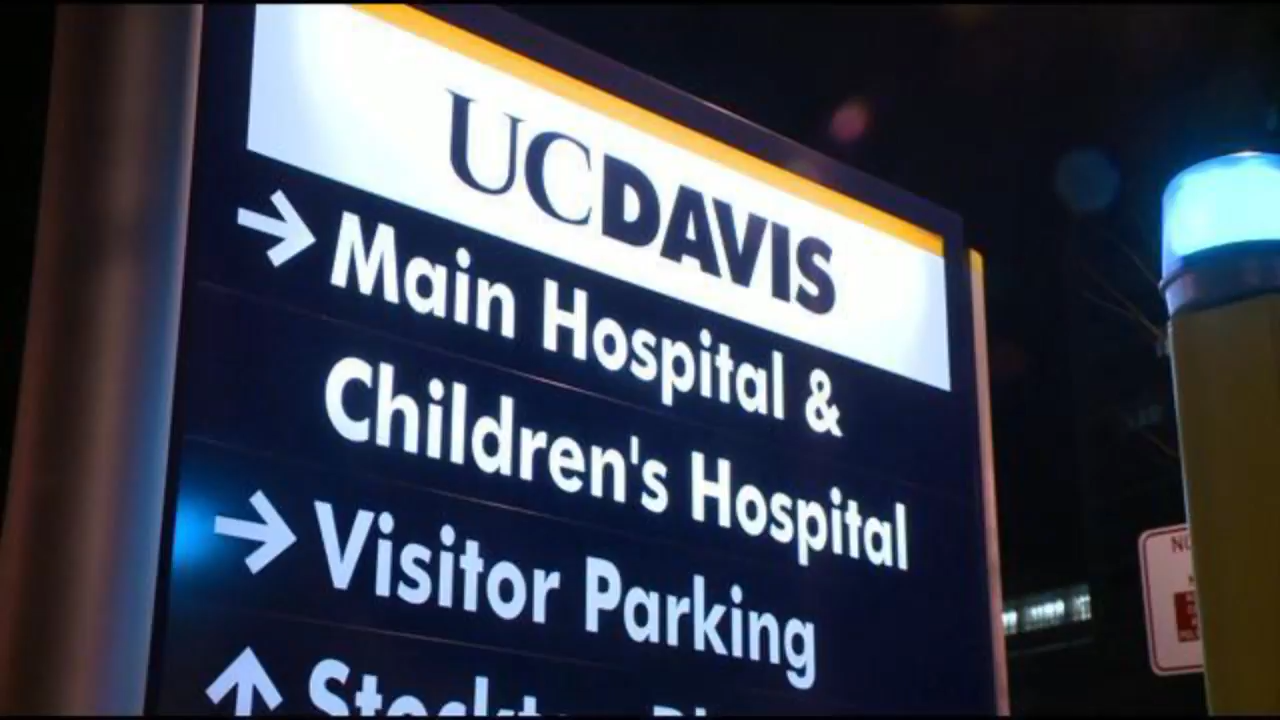 UCDAVIS
→ Main Hospital &
Children's Hospital
→ Visitor Parking